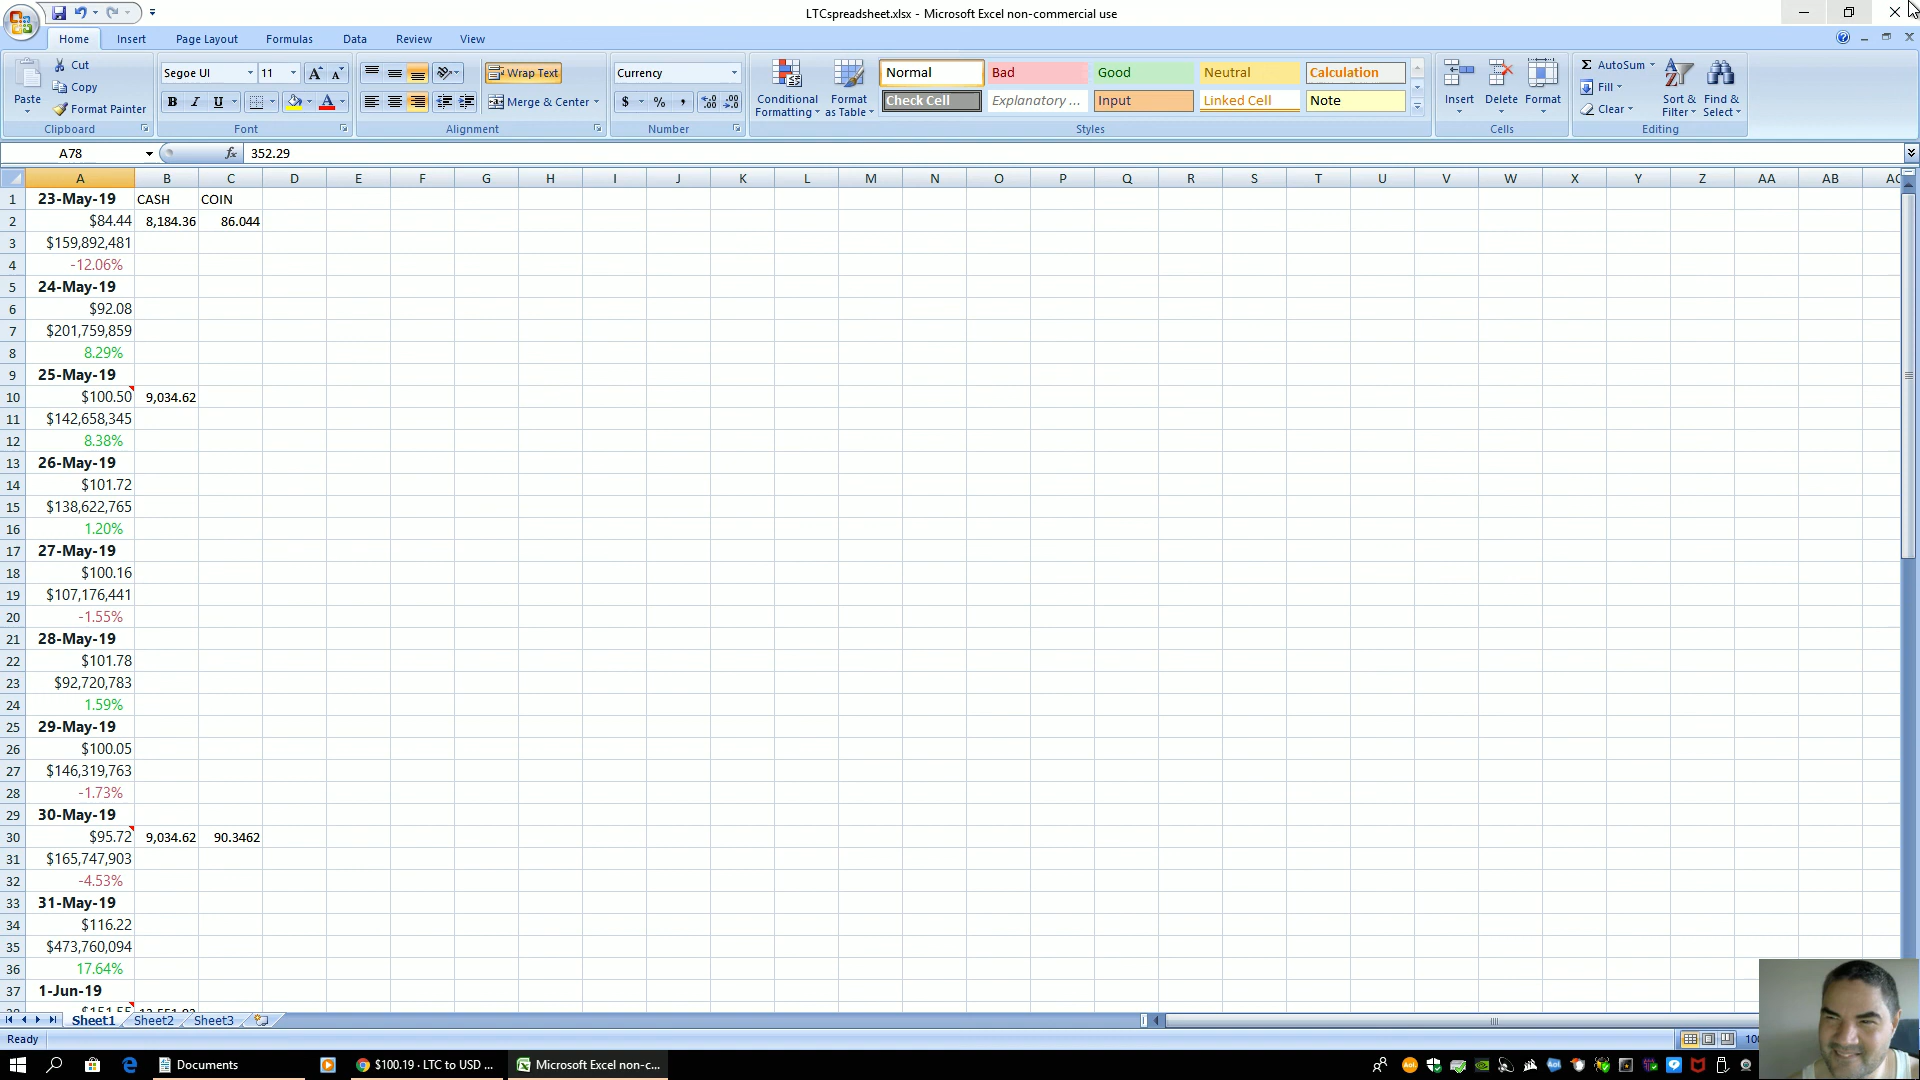 LTCspreadsheet.xlsx - Microsoft Excel non-commercial use
Home Insert Page Layout Formulas Data Review View
Paste Cut Copy Format Painter Clipboard
Segoe UI 11 B I U Font
Wrap Text Merge & Center Alignment
Currency $ % , Number
Conditional Formatting Format as Table
Normal Bad Good Neutral Calculation
Check Cell Explanatory ... Input Linked Cell Note
Styles
Insert Delete Format Cells
AutoSum Fill Clear Sort & Filter Find & Select Editing
A78 fx 352.29
A B C D E F G H I J K L M N O P Q R S T U V W X Y Z AA AB AC
1 23-May-19 CASH COIN
2 $84.44 8,184.36 86.044
3 $159,892,481
4 -12.06%
5 24-May-19
6 $92.08
7 $201,759,859
8 8.29%
9 25-May-19
10 $100.50 9,034.62
11 $142,658,345
12 8.38%
13 26-May-19
14 $101.72
15 $138,622,765
16 1.20%
17 27-May-19
18 $100.16
19 $107,176,441
20 -1.55%
21 28-May-19
22 $101.78
23 $92,720,783
24 1.59%
25 29-May-19
26 $100.05
27 $146,319,763
28 -1.73%
29 30-May-19
30 $95.72 9,034.62 90.3462
31 $165,747,903
32 -4.53%
33 31-May-19
34 $116.22
35 $473,760,094
36 17.64%
37 1-Jun-19
Sheet1 Sheet2 Sheet3
Ready
Documents $100.19 · LTC to USD ... Microsoft Excel non-c...